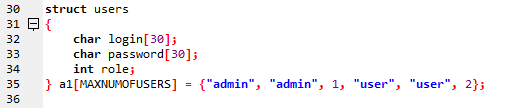 30 struct users
31 {
32 char login[30];
33 char password[30];
34 int role;
35 } a1[MAXNUMOFUSERS] = {"admin", "admin", 1, "user", "user", 2};
36